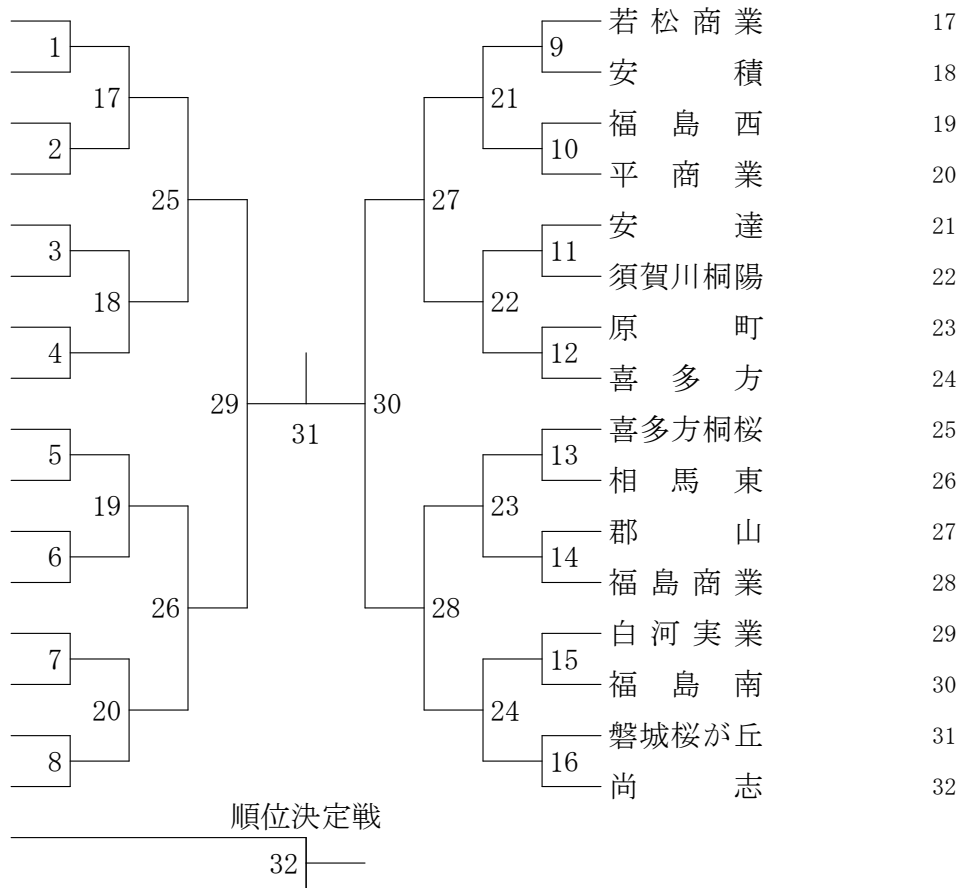 若松商業 17
1 9
安積 18
17 21
福島西 19
2 10
平商業 20
25 27
安達 21
3 11
須賀川桐陽 22
18 22
原町 23
4 12
喜多方 24
29 30
31
喜多方桐桜 25
5 13
相馬東 26
19 23
郡山 27
6 14
福島商業 28
26 28
白河実業 29
7 15
福島南 30
20 24
磐城桜が丘 31
8 16
尚志 32
順位決定戦
32